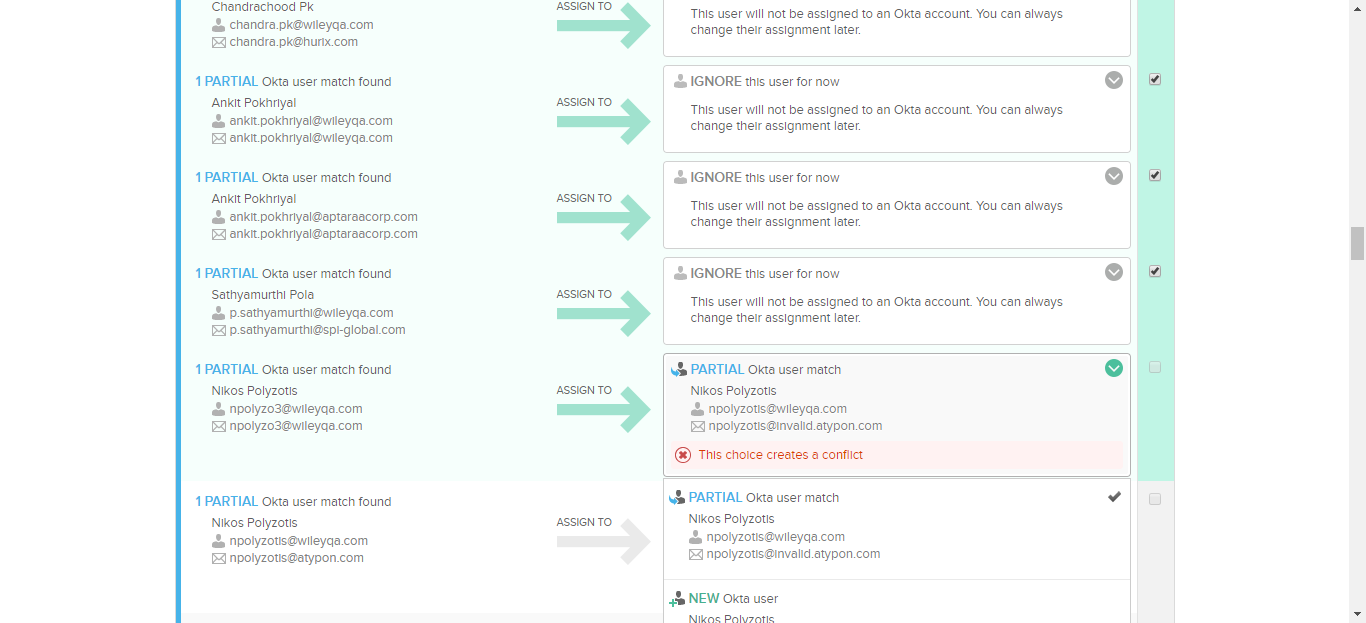 Chandrachood Pk
chandra.pk@wileyqa.com
chandra.pk@hurix.com
ASSIGN TO
This user will not be assigned to an Okta account. You can always
change their assignment later.
1 PARTIAL Okta user match found
Ankit Pokhriyal
ankit.pokhriyal@wileyqa.com
ankit.pokhriyal@wileyqa.com
ASSIGN TO
IGNORE this user for now
This user will not be assigned to an Okta account. You can always
change their assignment later.
1 PARTIAL Okta user match found
Ankit Pokhriyal
ankit.pokhriyal@aptaraacorp.com
ankit.pokhriyal@aptaraacorp.com
ASSIGN TO
IGNORE this user for now
This user will not be assigned to an Okta account. You can always
change their assignment later.
1 PARTIAL Okta user match found
Sathyamurthi Pola
p.sathyamurthi@wileyqa.com
p.sathyamurthi@spi-global.com
ASSIGN TO
IGNORE this user for now
This user will not be assigned to an Okta account. You can always
change their assignment later.
1 PARTIAL Okta user match found
Nikos Polyzotis
npolyzo3@wileyqa.com
npolyzo3@wileyqa.com
ASSIGN TO
PARTIAL Okta user match
Nikos Polyzotis
npolyzotis@wileyqa.com
npolyzotis@invalid.atypon.com
This choice creates a conflict
1 PARTIAL Okta user match found
Nikos Polyzotis
npolyzotis@wileyqa.com
npolyzotis@atypon.com
ASSIGN TO
PARTIAL Okta user match
Nikos Polyzotis
npolyzotis@wileyqa.com
npolyzotis@invalid.atypon.com
NEW Okta user
Nikos Polyzotis